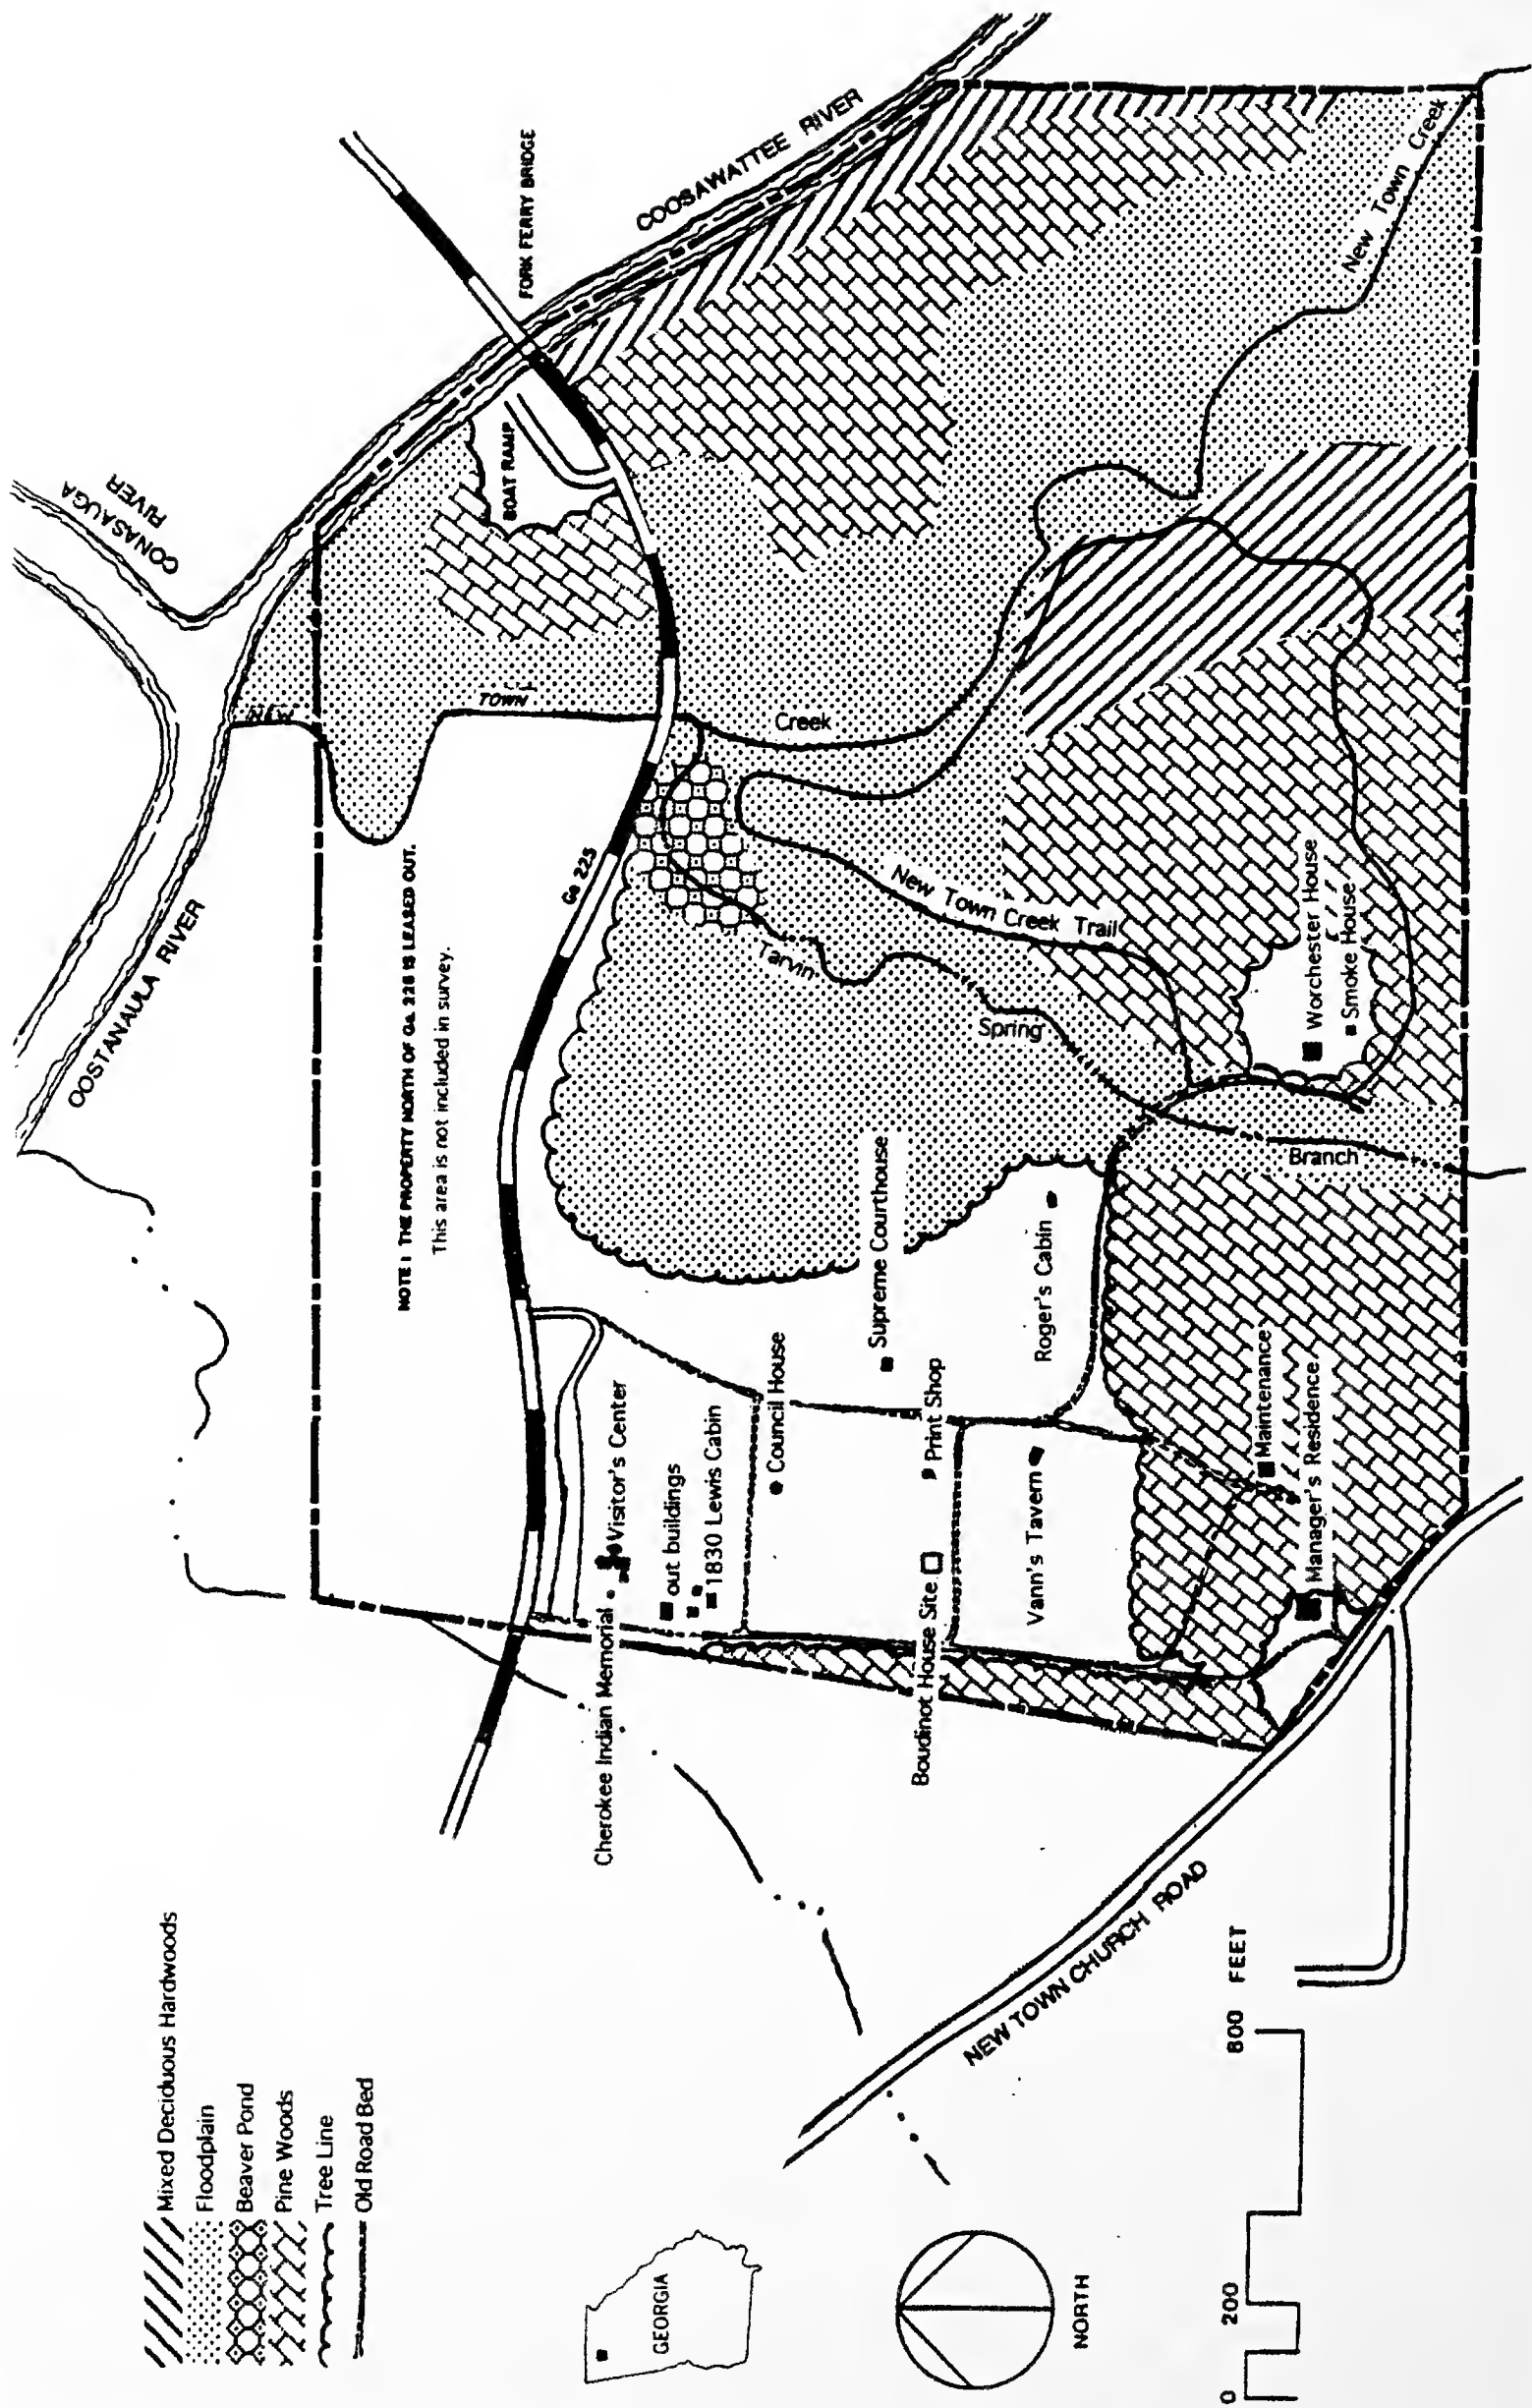 Mixed Deciduous Hardwoods
Floodplain
Beaver Pond
Pine Woods
Tree Line
Old Road Bed
GEORGIA
NORTH
0 200 800 FEET
OOSTANAULA RIVER
CONASAUGA
RIVER
COOSAWATTEE RIVER
FORK FERRY BRIDGE
BOAT RAMP
NEW
TOWN
Creek
NOTE : THE PROPERTY NORTH OF Ga. 225 IS LEASED OUT.
This area is not included in survey.
Ga 225
Cherokee Indian Memorial
Visitor's Center
out buildings
1830 Lewis Cabin
Council House
Supreme Courthouse
Boudinot House Site
Print Shop
Vann's Tavern
Roger's Cabin
Maintenance
Manager's Residence
NEW TOWN CHURCH ROAD
Tarvin
Spring
Branch
New Town Creek Trail
Worchester House
Smoke House
New Town Creek